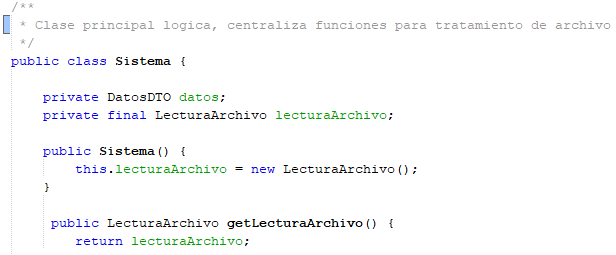 /**
 * Clase principal logica, centraliza funciones para tratamiento de archivo
 */
public class Sistema {
    private DatosDTO datos;
    private final LecturaArchivo lecturaArchivo;
    public Sistema() {
        this.lecturaArchivo = new LecturaArchivo();
    }
     public LecturaArchivo getLecturaArchivo() {
        return lecturaArchivo;